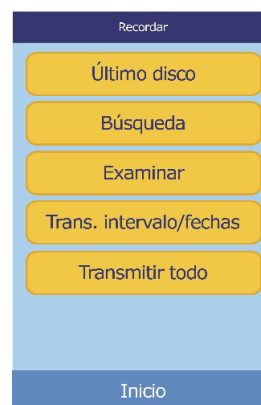 Recordar
Último disco
Búsqueda
Examinar
Trans. intervalo/fechas
Transmitir todo
Inicio